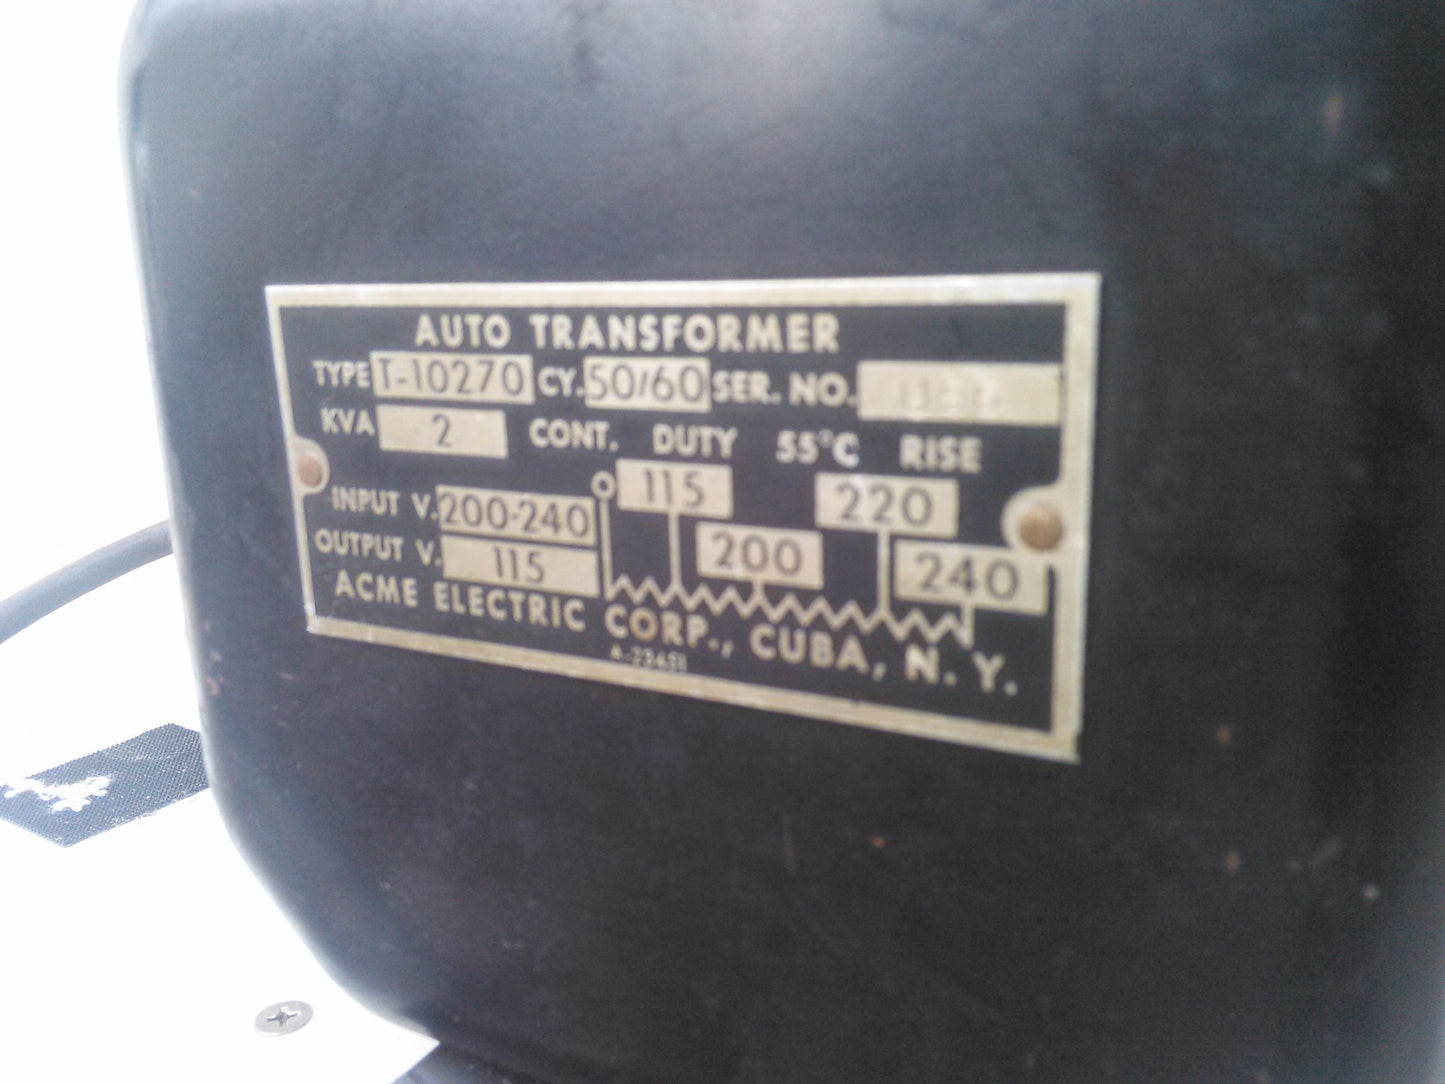 AUTO TRANSFORMER
TYPE T-10270 CY. 50/60 SER. NO.
KVA 2 CONT. DUTY 55°C RISE
O 115 220
INPUT V. 200-240 200 240
OUTPUT V. 115
ACME ELECTRIC CORP., CUBA, N. Y.